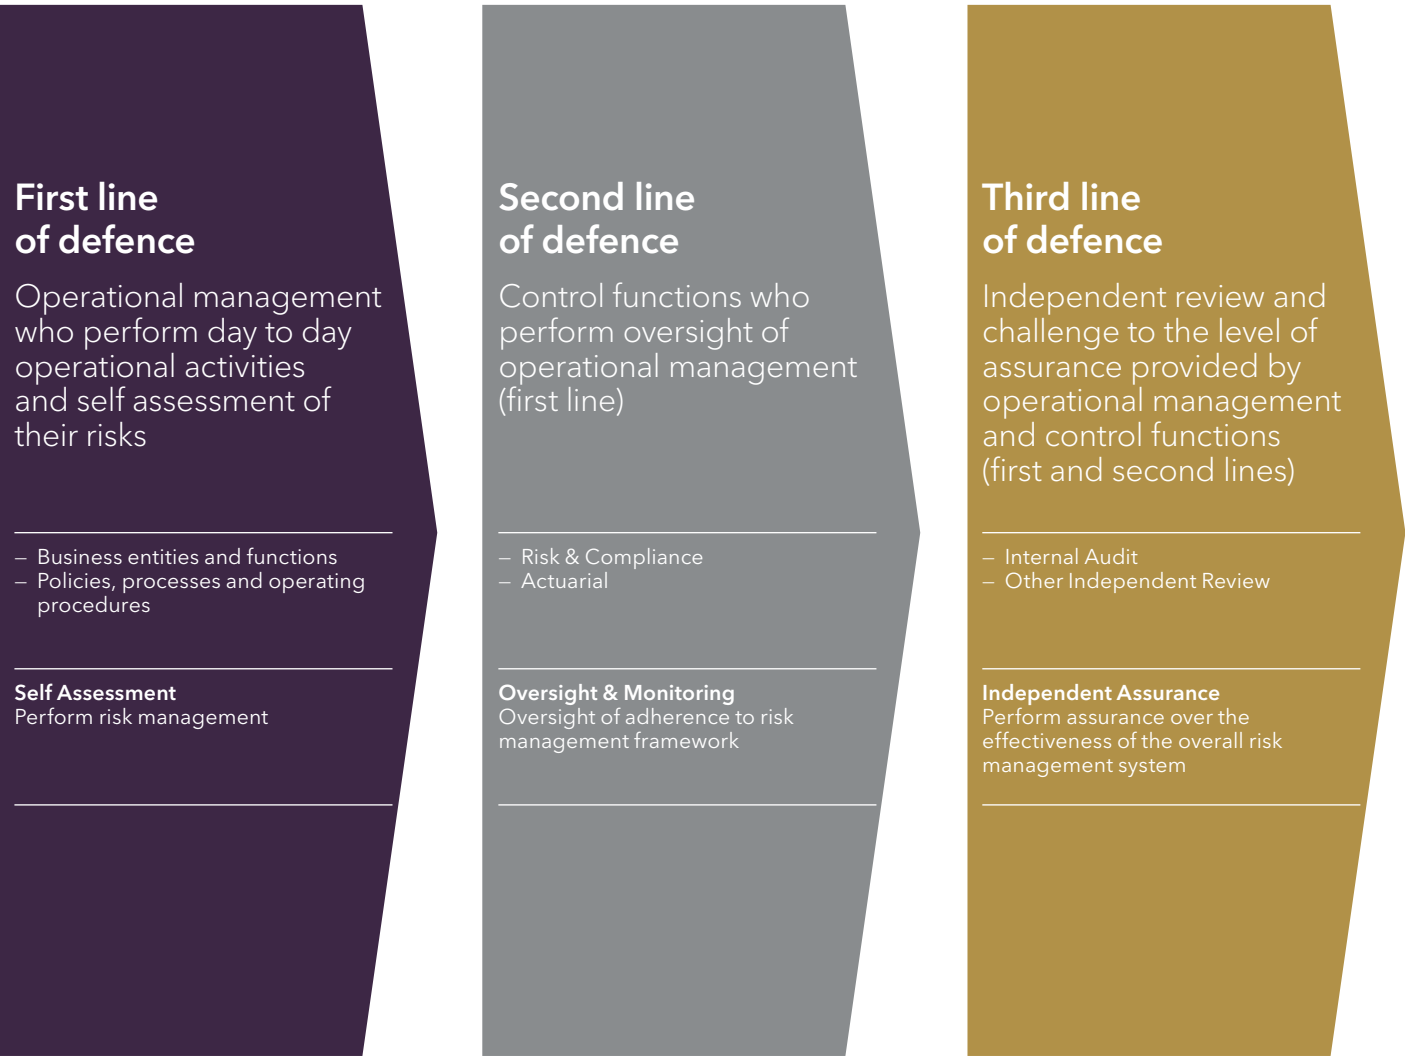 First line
of defence
Operational management
who perform day to day
operational activities
and self assessment of
their risks
– Business entities and functions
– Policies, processes and operating
procedures
Self Assessment
Perform risk management
Second line
of defence
Control functions who
perform oversight of
operational management
(first line)
– Risk & Compliance
– Actuarial
Oversight & Monitoring
Oversight of adherence to risk
management framework
Third line
of defence
Independent review and
challenge to the level of
assurance provided by
operational management
and control functions
(first and second lines)
– Internal Audit
– Other Independent Review
Independent Assurance
Perform assurance over the
effectiveness of the overall risk
management system